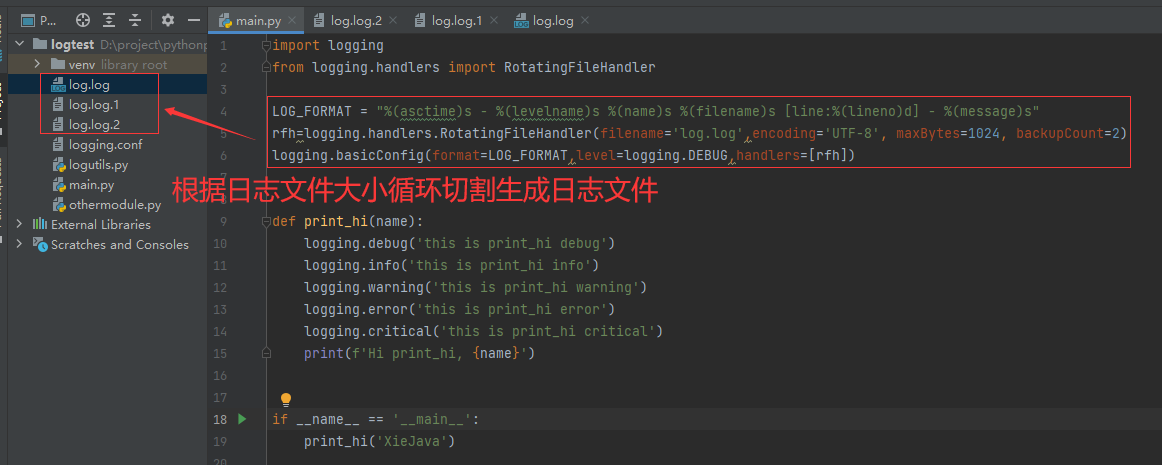 P...
main.py
log.log.2
log.log.1
log.log
logtest D:\project\pythonp
venv library root
log.log
log.log.1
log.log.2
logging.conf
logutils.py
main.py
othermodule.py
External Libraries
Scratches and Consoles
1 import logging
2 from logging.handlers import RotatingFileHandler
3
4 LOG_FORMAT = "%(asctime)s - %(levelname)s %(name)s %(filename)s [line:%(lineno)d] - %(message)s"
5 rfh=logging.handlers.RotatingFileHandler(filename='log.log',encoding='UTF-8', maxBytes=1024, backupCount=2)
6 logging.basicConfig(format=LOG_FORMAT,level=logging.DEBUG,handlers=[rfh])
根据日志文件大小循环切割生成日志文件
9 def print_hi(name):
10 logging.debug('this is print_hi debug')
11 logging.info('this is print_hi info')
12 logging.warning('this is print_hi warning')
13 logging.error('this is print_hi error')
14 logging.critical('this is print_hi critical')
15 print(f'Hi print_hi, {name}')
16
17
18 if __name__ == '__main__':
19 print_hi('XieJava')